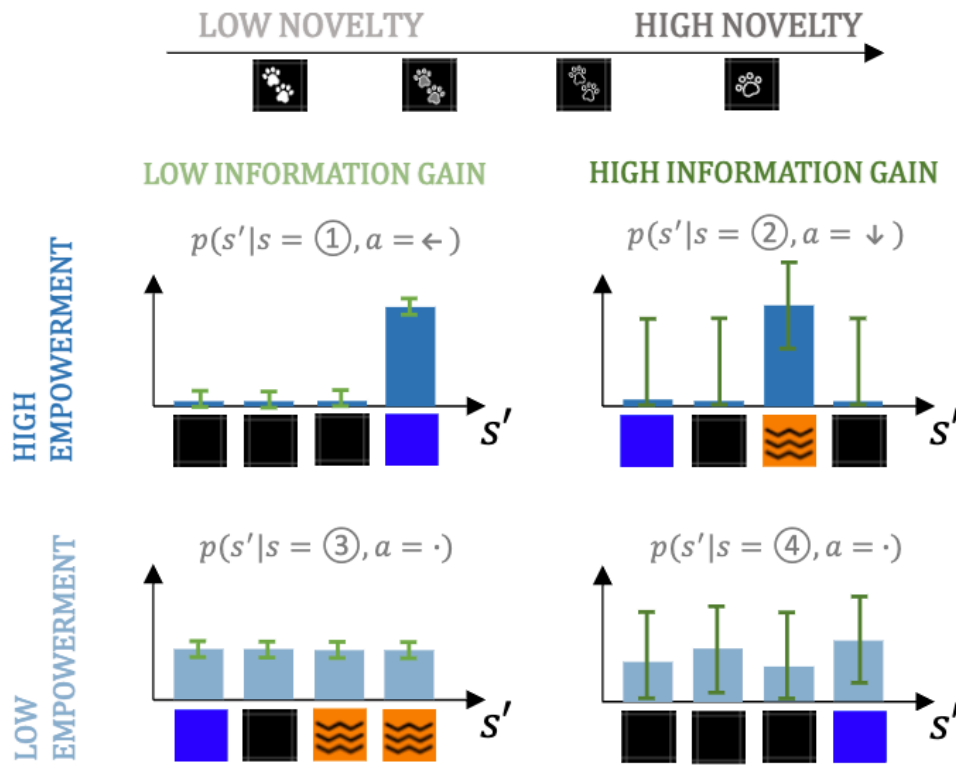 LOW NOVELTY HIGH NOVELTY
LOW INFORMATION GAIN HIGH INFORMATION GAIN
HIGH
EMPOWERMENT
p(s′|s = ①, a = ←) p(s′|s = ②, a = ↓)
s′ s′
LOW
EMPOWERMENT
p(s′|s = ③, a = ·) p(s′|s = ④, a = ·)
s′ s′